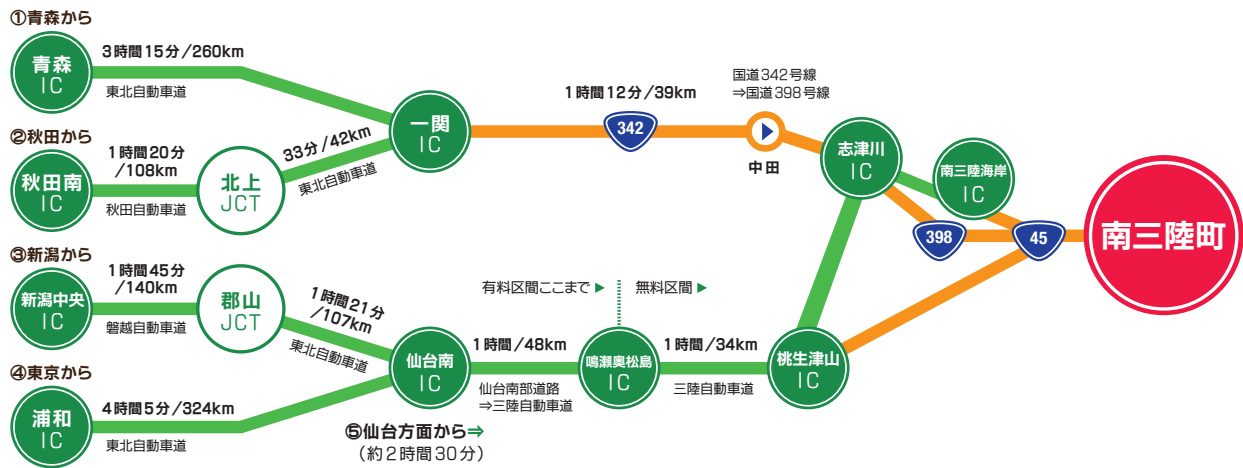 ①青森から
青森
IC
3時間15分/260km
東北自動車道
②秋田から
秋田南
IC
1時間20分
/108km
秋田自動車道
北上
JCT
33分/42km
東北自動車道
一関
IC
1時間12分/39km
342
国道342号線
⇒国道398号線
中田
志津川
IC
南三陸海岸
IC
398
45
南三陸町
③新潟から
新潟中央
IC
1時間45分
/140km
磐越自動車道
郡山
JCT
1時間21分
/107km
東北自動車道
④東京から
浦和
IC
4時間5分/324km
東北自動車道
仙台南
IC
⑤仙台方面から⇒
(約2時間30分)
1時間/48km
仙台南部道路
⇒三陸自動車道
有料区間ここまで▶
無料区間▶
鳴瀬奥松島
IC
1時間/34km
三陸自動車道
桃生津山
IC